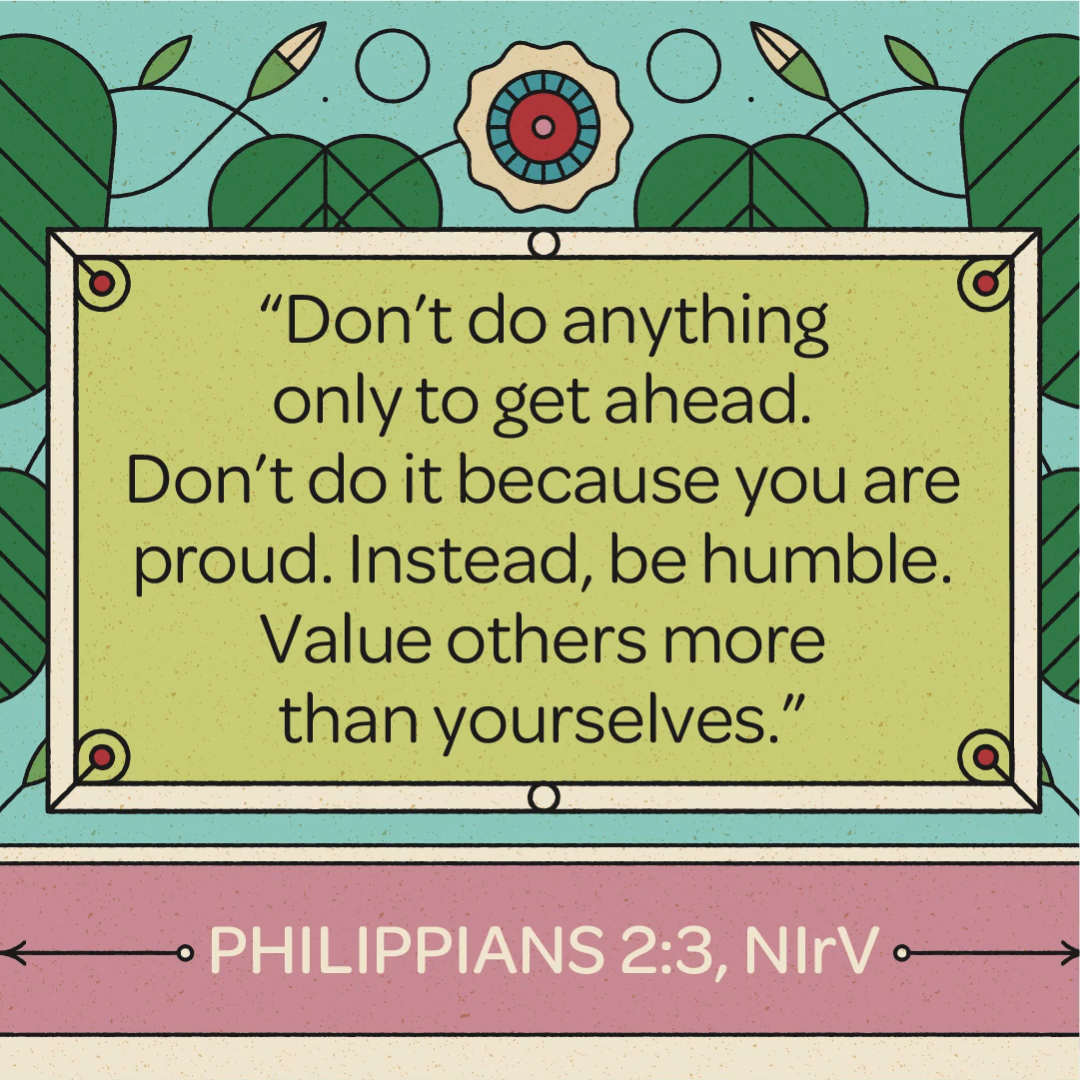 “Don’t do anything
only to get ahead.
Don’t do it because you are
proud. Instead, be humble.
Value others more
than yourselves.”
PHILIPPIANS 2:3, NIrV